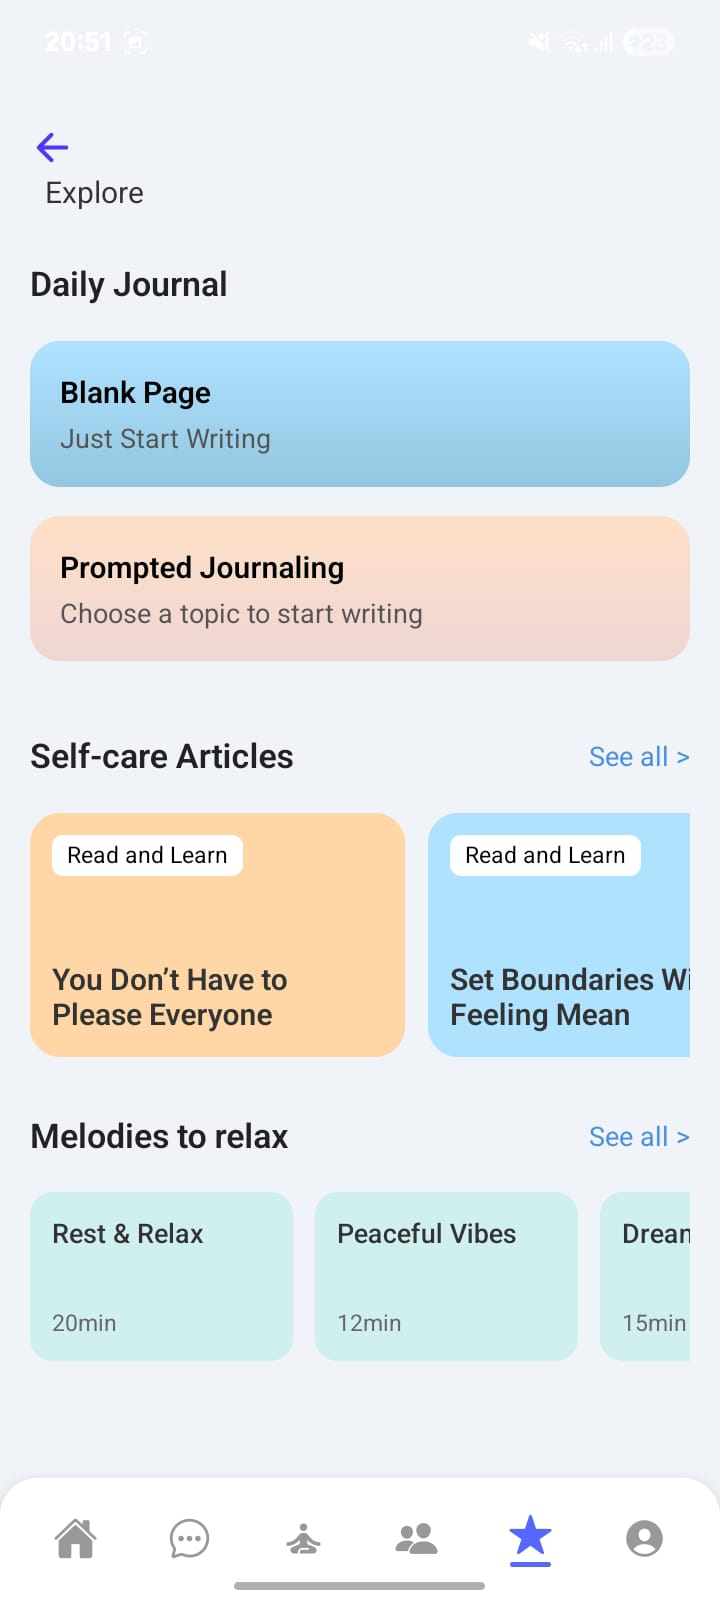 20:51
Explore
Daily Journal
Blank Page
Just Start Writing
Prompted Journaling
Choose a topic to start writing
Self-care Articles
See all >
Read and Learn
Read and Learn
You Don’t Have to
Please Everyone
Set Boundaries Wi
Feeling Mean
Melodies to relax
See all >
Rest & Relax
Peaceful Vibes
Drean
20min
12min
15min